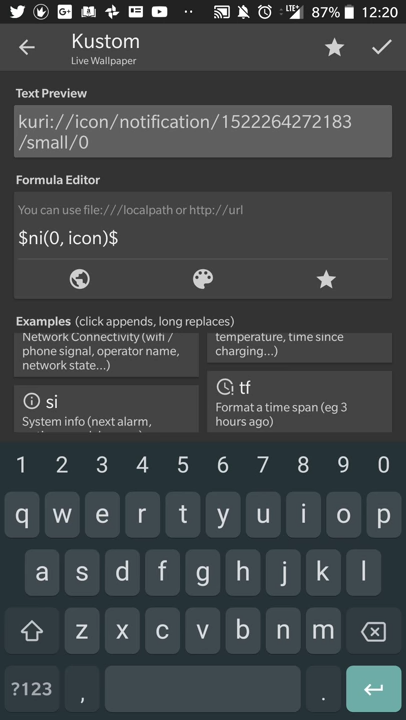 87% 12:20
Kustom
Live Wallpaper
Text Preview
kuri://icon/notification/1522264272183
/small/0
Formula Editor
You can use file:///localpath or http://url
$ni(0, icon)$
Examples (click appends, long replaces)
Network Connectivity (wifi /
phone signal, operator name,
network state...)
temperature, time since
charging...)
si
System info (next alarm,
tf
Format a time span (eg 3
hours ago)
1 2 3 4 5 6 7 8 9 0
q w e r t y u i o p
a s d f g h j k l
z x c v b n m
?123 , .